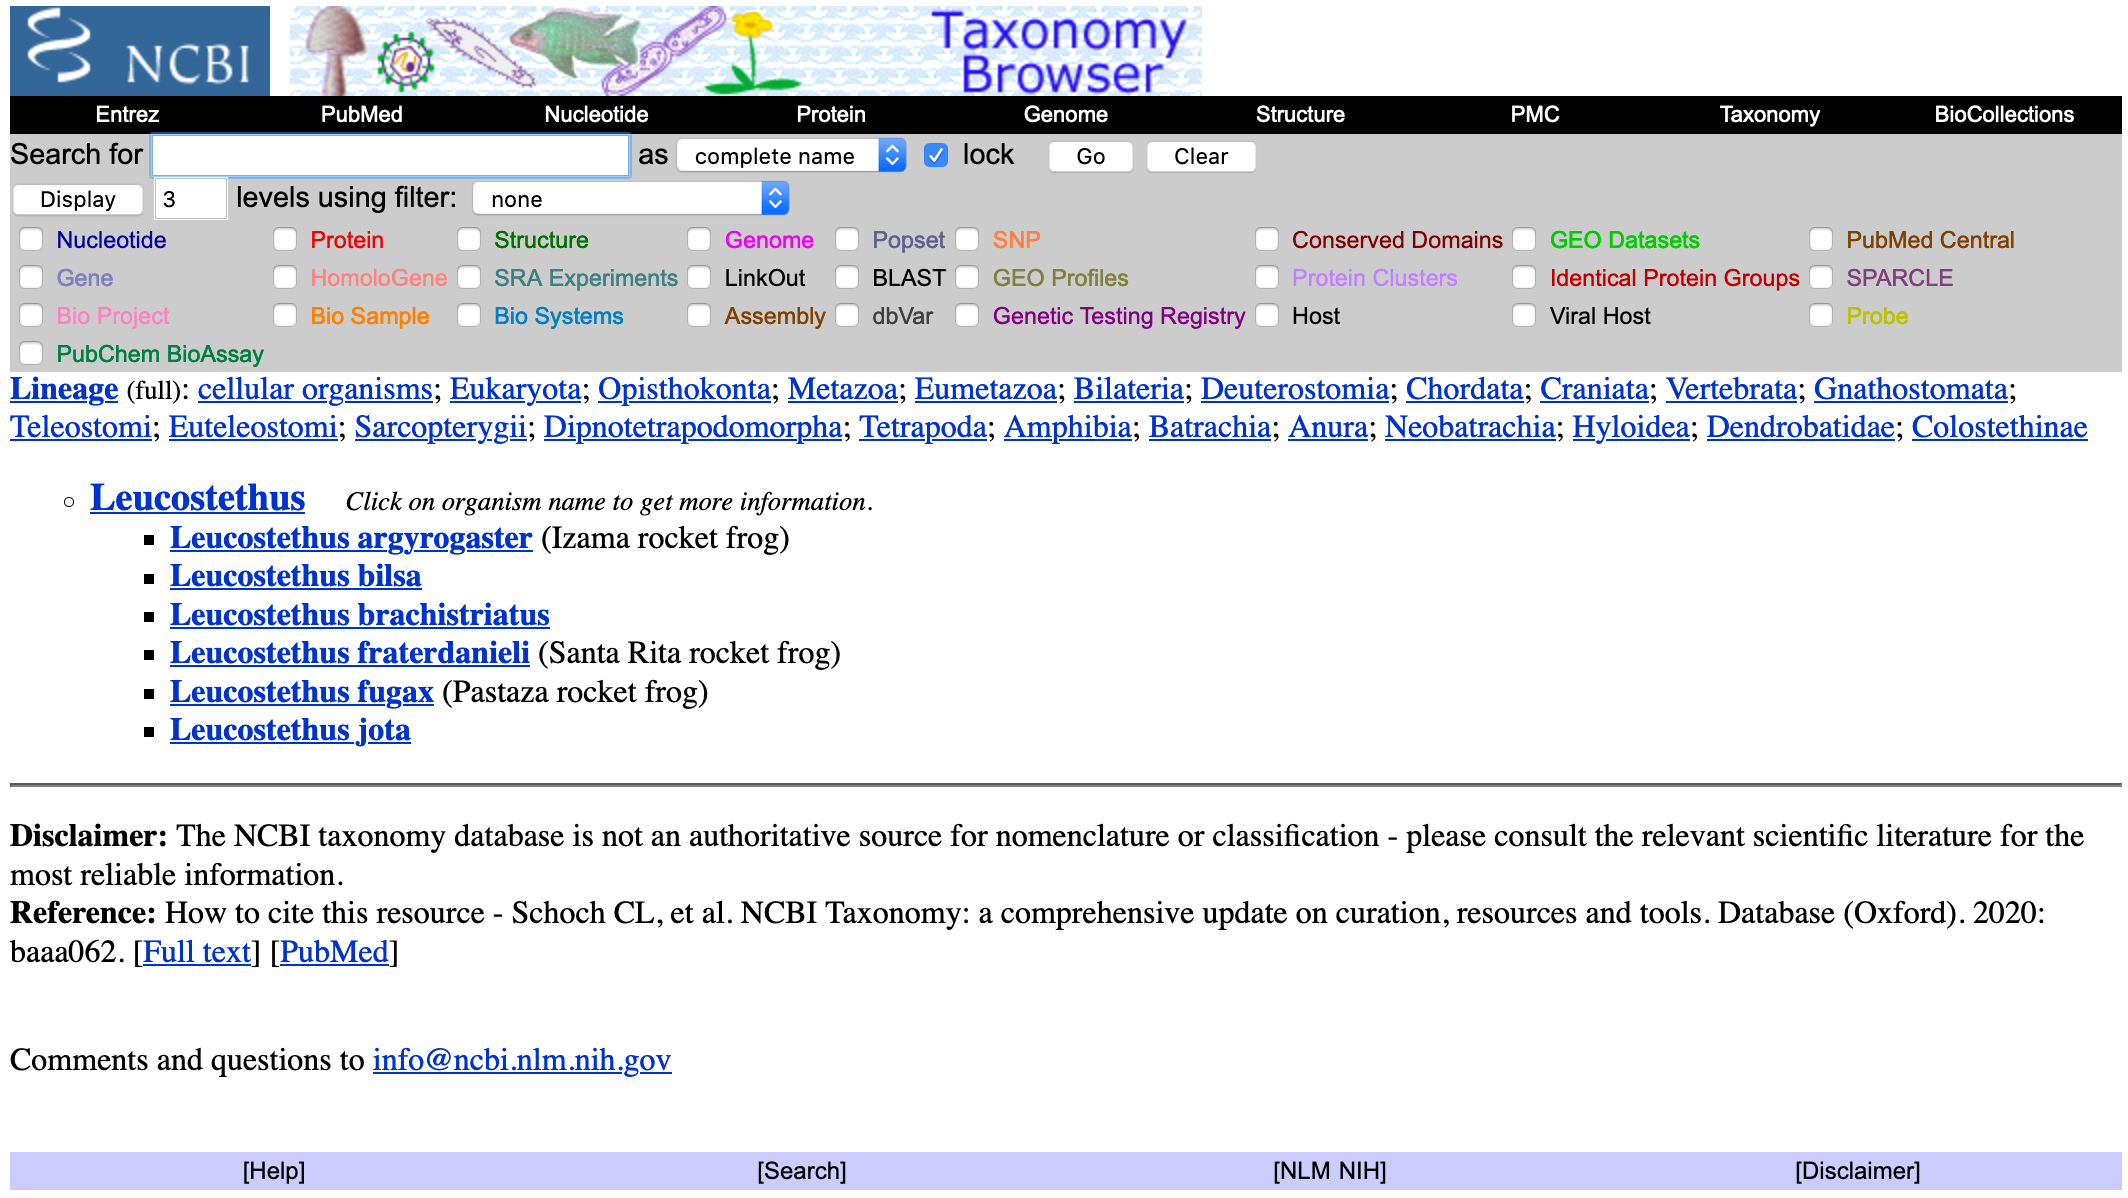 NCBI
Taxonomy
Browser
Entrez PubMed Nucleotide Protein Genome Structure PMC Taxonomy BioCollections
Search for as complete name lock Go Clear
Display 3 levels using filter: none
Nucleotide Protein Structure Genome Popset SNP Conserved Domains GEO Datasets PubMed Central
Gene HomoloGene SRA Experiments LinkOut BLAST GEO Profiles Protein Clusters Identical Protein Groups SPARCLE
Bio Project Bio Sample Bio Systems Assembly dbVar Genetic Testing Registry Host Viral Host Probe
PubChem BioAssay
Lineage (full): cellular organisms; Eukaryota; Opisthokonta; Metazoa; Eumetazoa; Bilateria; Deuterostomia; Chordata; Craniata; Vertebrata; Gnathostomata;
Teleostomi; Euteleostomi; Sarcopterygii; Dipnotetrapodomorpha; Tetrapoda; Amphibia; Batrachia; Anura; Neobatrachia; Hyloidea; Dendrobatidae; Colostethinae
Leucostethus Click on organism name to get more information.
Leucostethus argyrogaster (Izama rocket frog)
Leucostethus bilsa
Leucostethus brachistriatus
Leucostethus fraterdanieli (Santa Rita rocket frog)
Leucostethus fugax (Pastaza rocket frog)
Leucostethus jota
Disclaimer: The NCBI taxonomy database is not an authoritative source for nomenclature or classification - please consult the relevant scientific literature for the
most reliable information.
Reference: How to cite this resource - Schoch CL, et al. NCBI Taxonomy: a comprehensive update on curation, resources and tools. Database (Oxford). 2020:
baaa062. [Full text] [PubMed]
Comments and questions to info@ncbi.nlm.nih.gov
[Help] [Search] [NLM NIH] [Disclaimer]